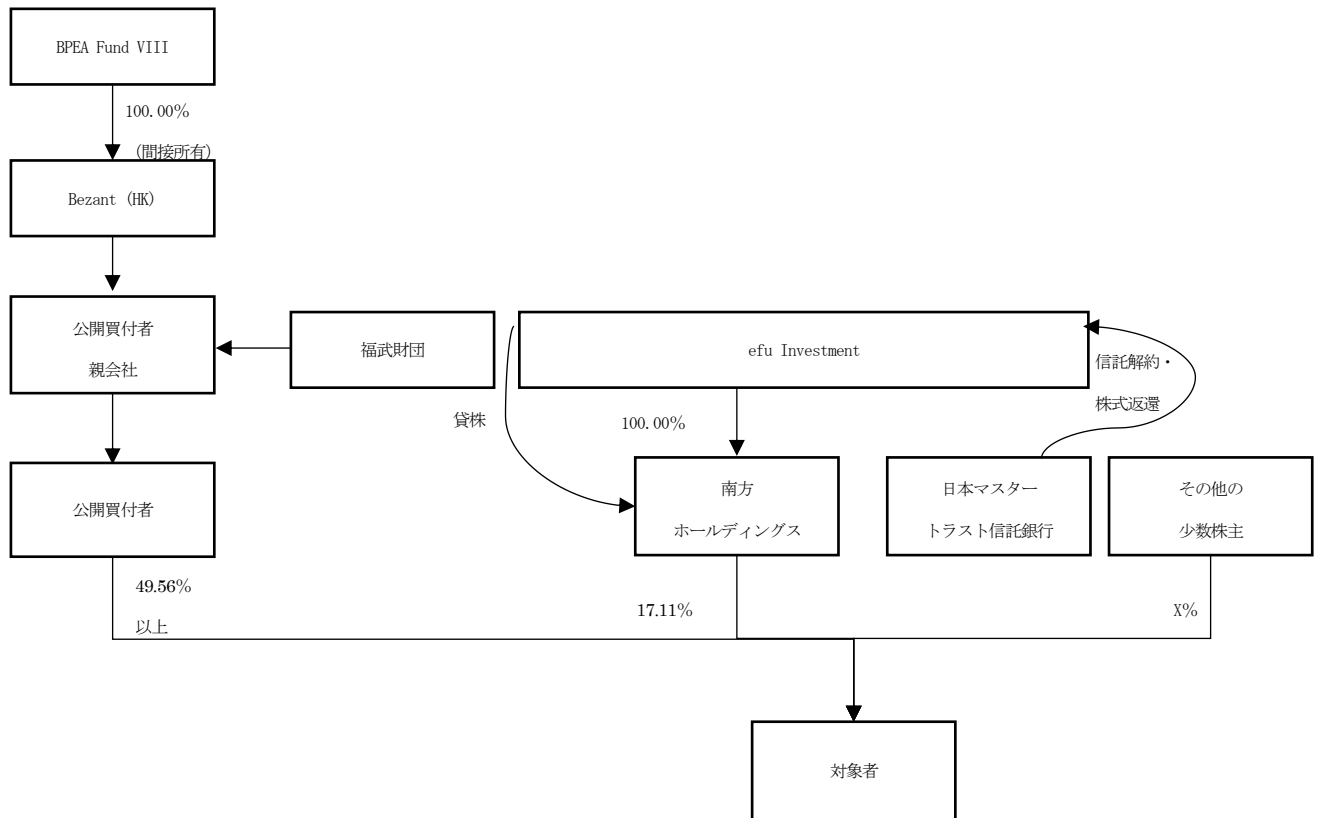 BPEA Fund VIII
100.00%
(間接所有)
Bezant (HK)
公開買付者
親会社
福武財団
efu Investment
信託解約・
株式返還
貸株
100.00%
公開買付者
南方
ホールディングス
日本マスター
トラスト信託銀行
その他の
少数株主
49.56%
以上
17.11%
X%
対象者